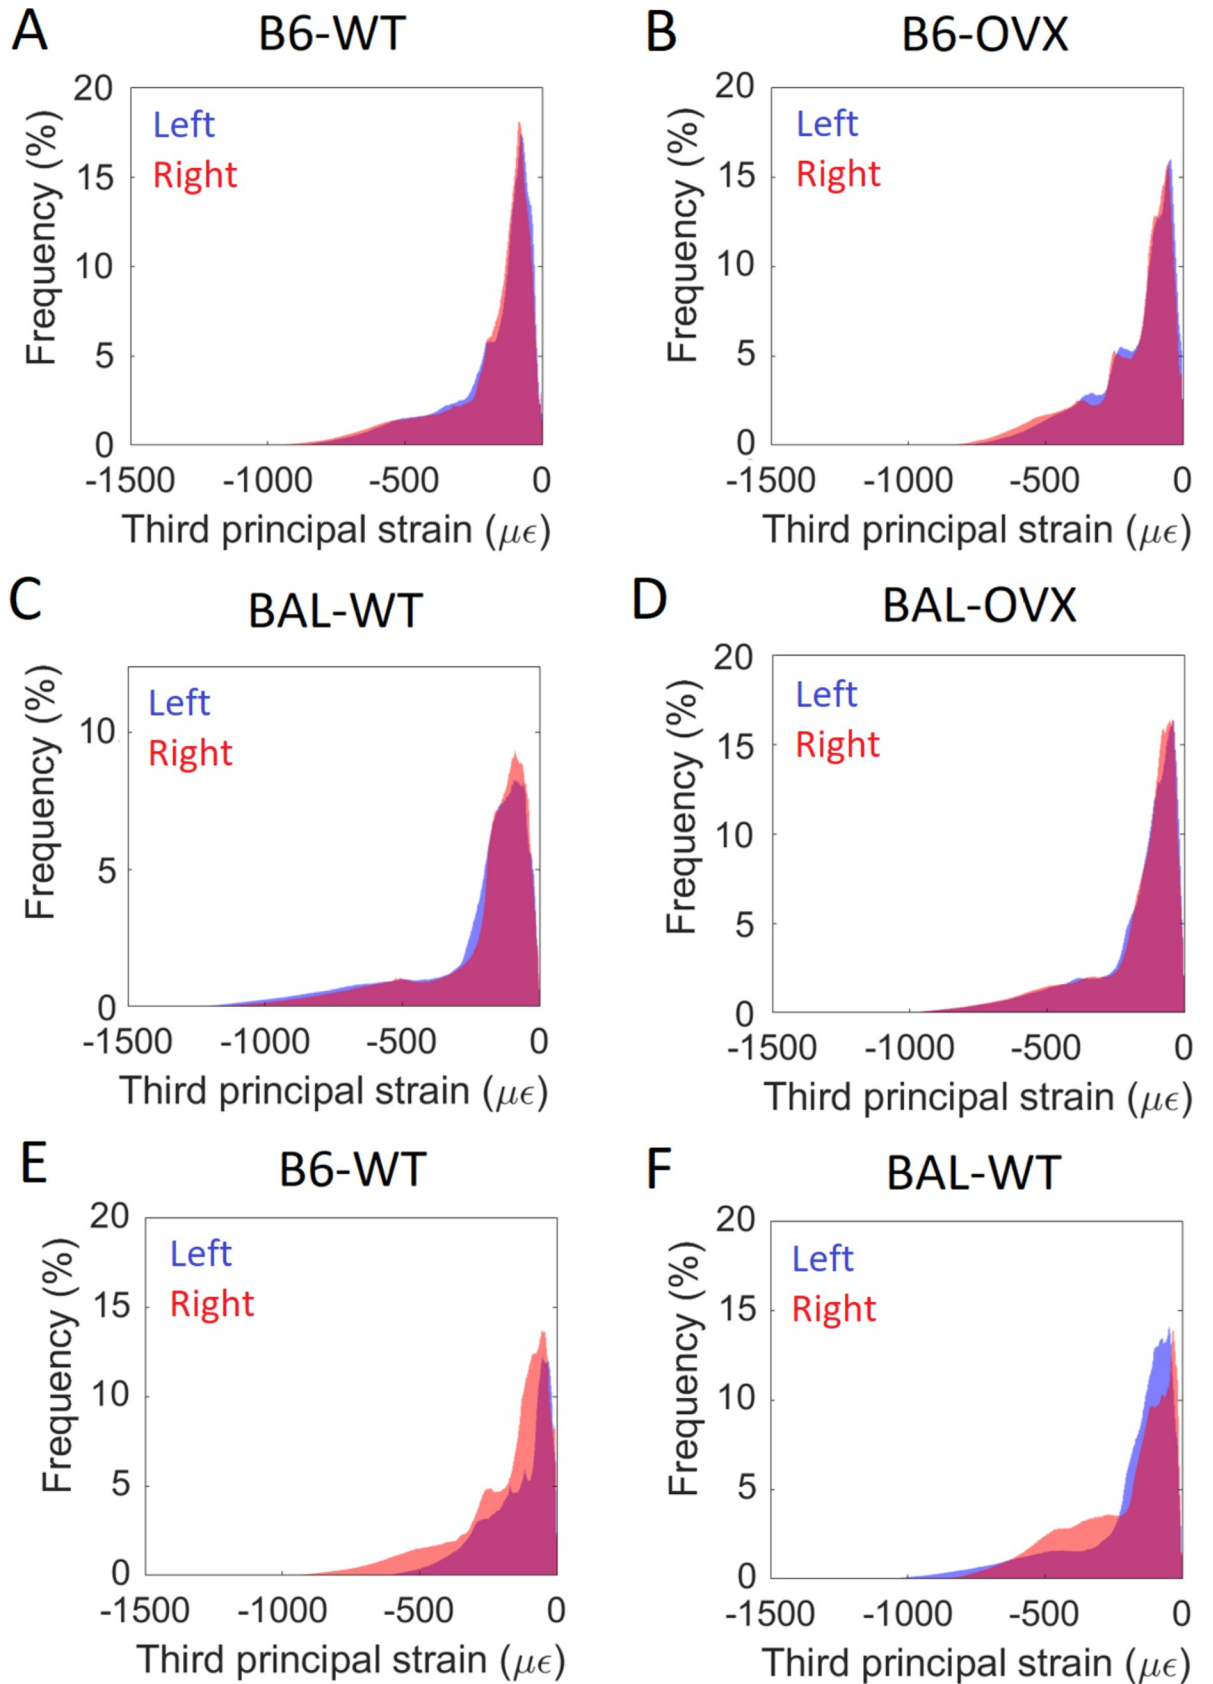 A
B6-WT
20
15
10
5
0
Frequency (%)
Left
Right
-1500 -1000 -500 0
Third principal strain (με)
B
B6-OVX
20
15
10
5
0
Frequency (%)
Left
Right
-1500 -1000 -500 0
Third principal strain (με)
C
BAL-WT
10
5
0
Frequency (%)
Left
Right
-1500 -1000 -500 0
Third principal strain (με)
D
BAL-OVX
20
15
10
5
0
Frequency (%)
Left
Right
-1500 -1000 -500 0
Third principal strain (με)
E
B6-WT
20
15
10
5
0
Frequency (%)
Left
Right
-1500 -1000 -500 0
Third principal strain (με)
F
BAL-WT
20
15
10
5
0
Frequency (%)
Left
Right
-1500 -1000 -500 0
Third principal strain (με)